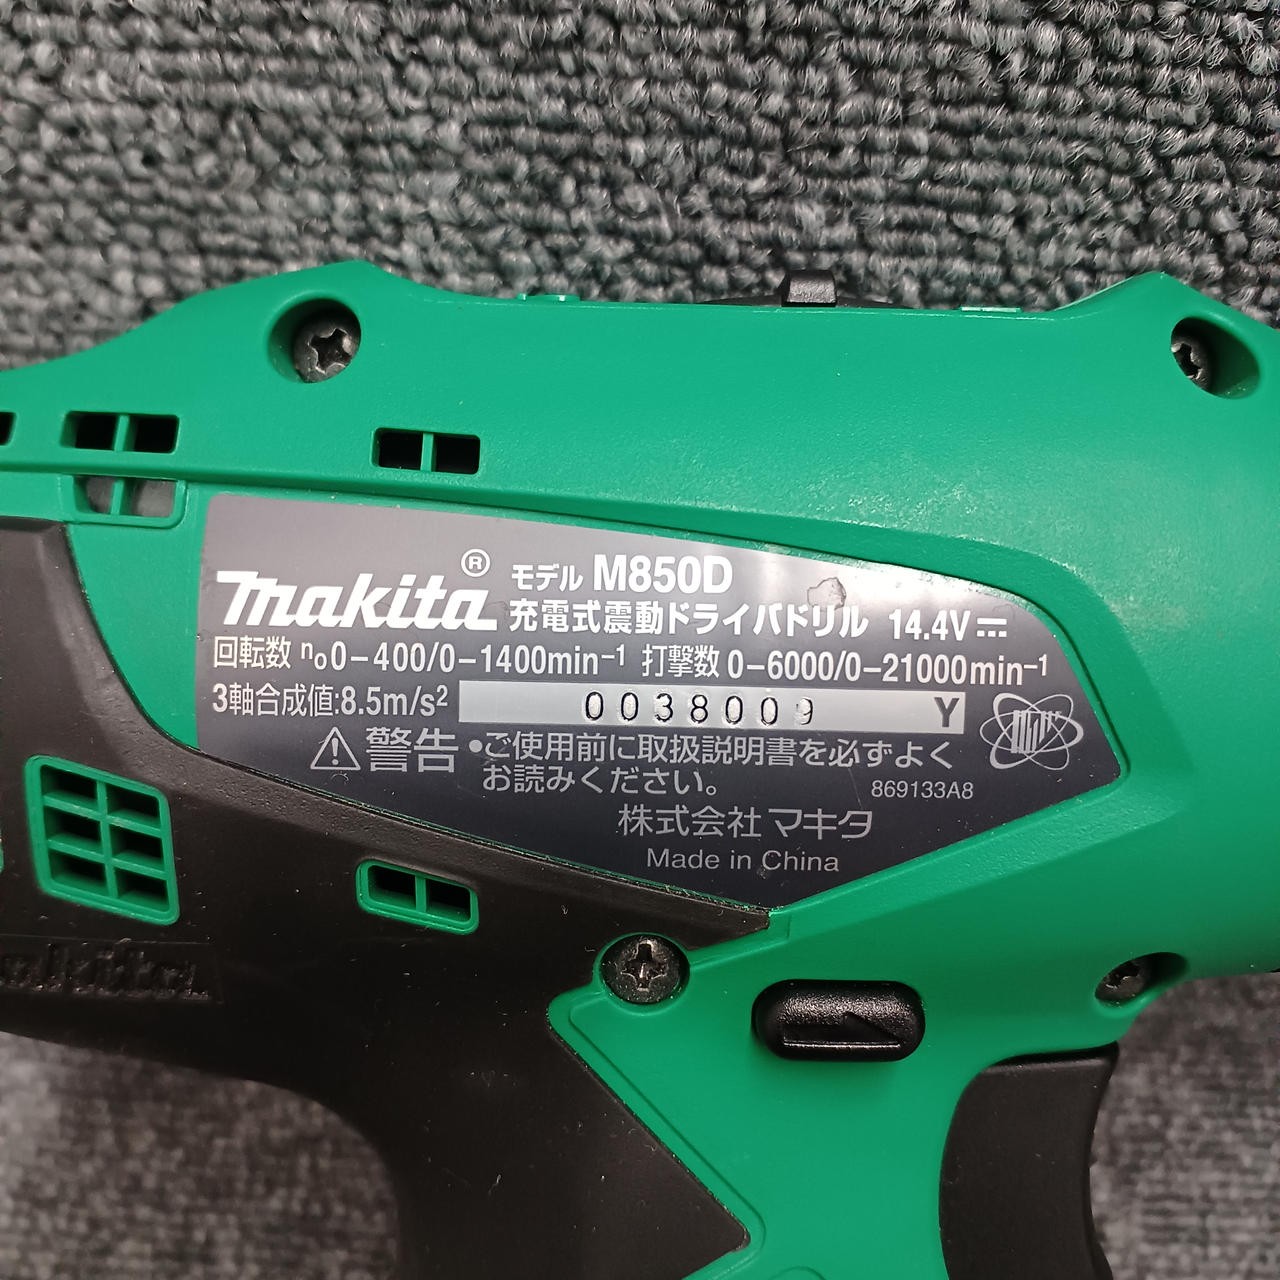 makita® モデル M850D
充電式震動ドライバドリル 14.4V⎓
回転数 n₀0−400/0−1400min⁻¹ 打撃数 0−6000/0−21000min⁻¹
3軸合成値:8.5m/s² 0038009 Y
⚠警告 •ご使用前に取扱説明書を必ずよく
お読みください。 869133A8
株式会社 マキタ
Made in China
makita